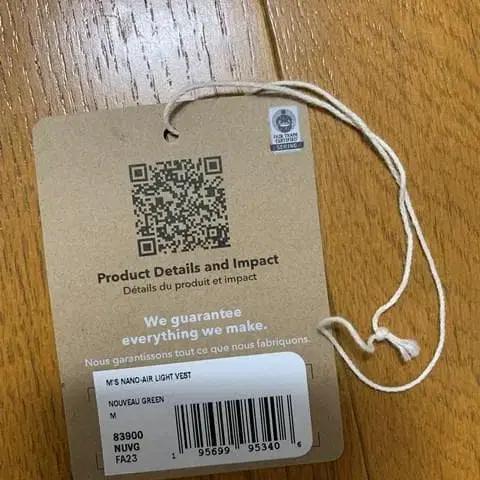 FAIR TRADE
CERTIFIED
SEWING
Product Details and Impact
Détails du produit et impact
We guarantee
everything we make.
Nous garantissons tout ce que nous fabriquons.
M'S NANO-AIR LIGHT VEST
NOUVEAU GREEN
M
83900
NUVG
FA23
1 95699 95340 6